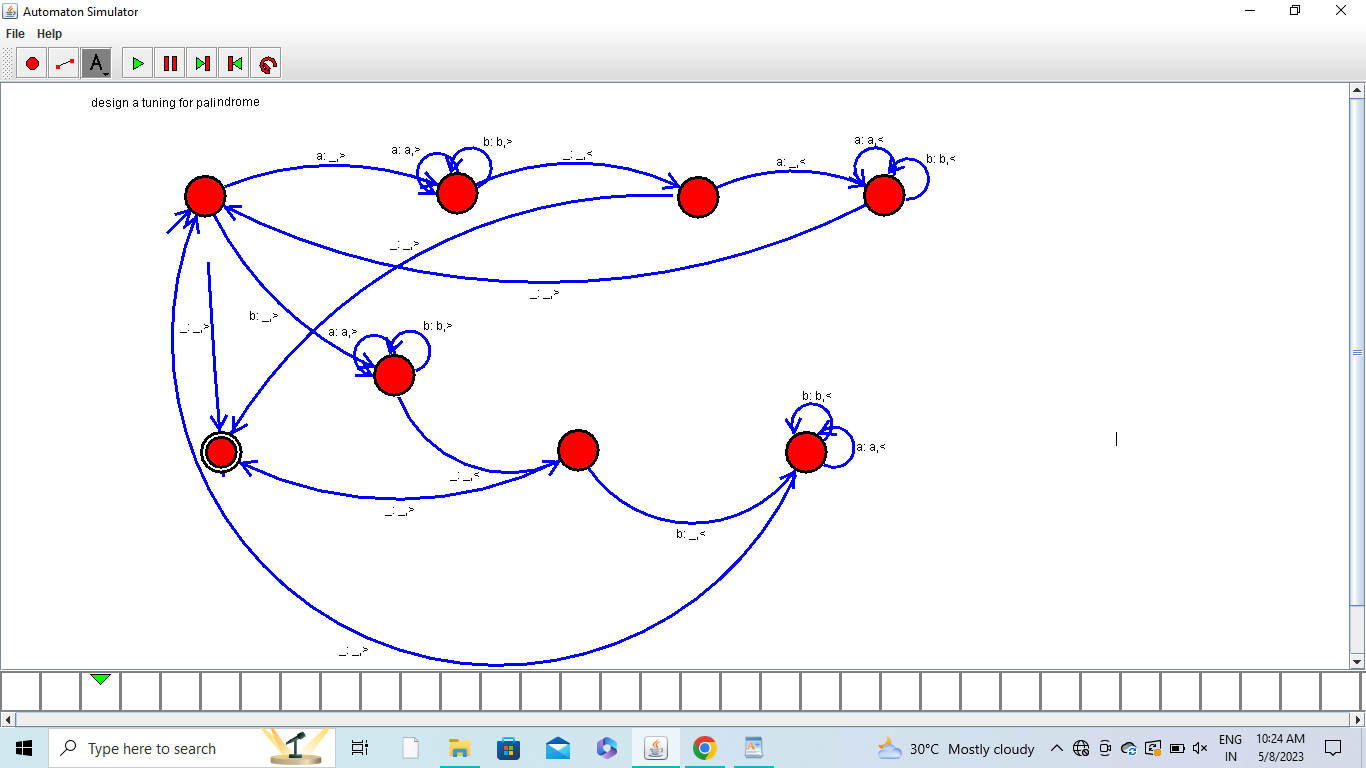 Automaton Simulator
File Help
A
design a tuning for palindrome
a: _,>
a: a,>
b: b,>
_: _,<
a: _,<
a: a,<
b: b,<
_: _,>
_: _,>
_: _,>
b: _,>
a: a,>
b: b,>
b: b,<
a: a,<
_: _,<
_: _,>
b: _,<
_: _,>
Type here to search
30°C Mostly cloudy
ENG
IN
10:24 AM
5/8/2023